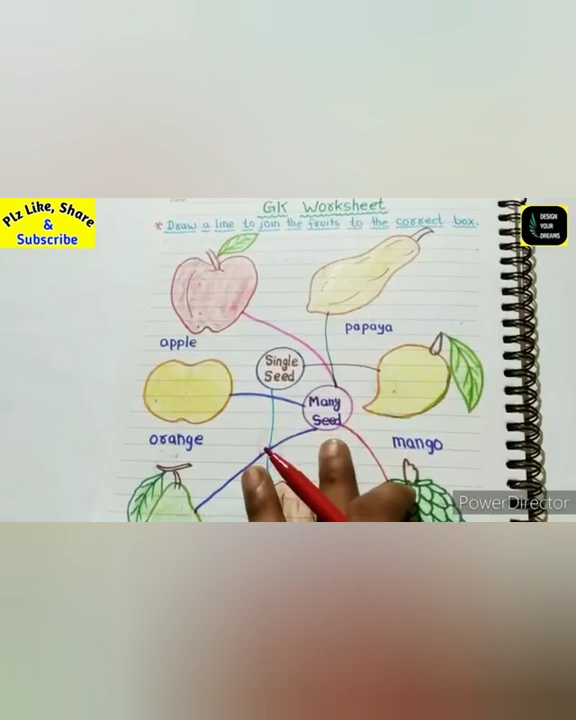 Plz Like, Share
&
Subscribe
DESIGN
YOUR
DREAMS
GK Worksheet
* Draw a line to join the fruits to the correct box.
apple
papaya
Single
Seed
Many
Seed
orange
mango
PowerDirector